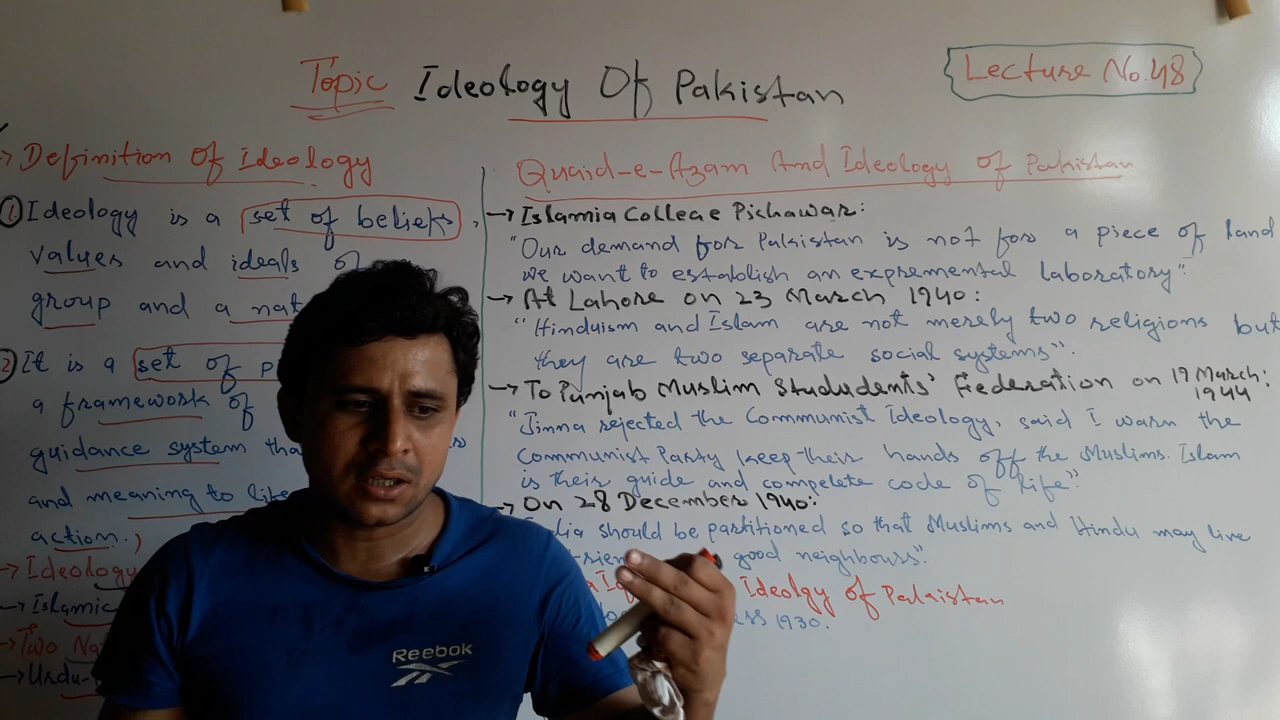 Topic Ideology Of Pakistan
Lecture No.48
→ Definition Of Ideology
① Ideology is a set of beliefs,
values and ideals of
group and a nat
② It is a set of p
a framework of
guidance system tha
and meaning to life
action.)
→ Ideology
→ Islamic
→ Two Na
→ Urdu-
Quaid-e-Azam And Ideology of Pakistan
→ Islamia College Pishawar:
"Our demand for Pakistan is not for a piece of land
we want to establish an expremental laboratory"
→ At Lahore on 23 March 1940:
"Hinduism and Islam are not merely two religions but
they are two separate social systems".
→ To Punjab Muslim Stududents' Fiederation on 19 March:
1944
"Jinna rejected the Communist Ideology, said I warn the
Communist Party keep their hands off the Muslims. Islam
is their guide and compelete code of life".
→ On 28 December 1940:
dia should be partitioned so that Muslims and Hindu may live
good neighbours"
Ideolgy of Pakistan
ss 1930.
Reebok